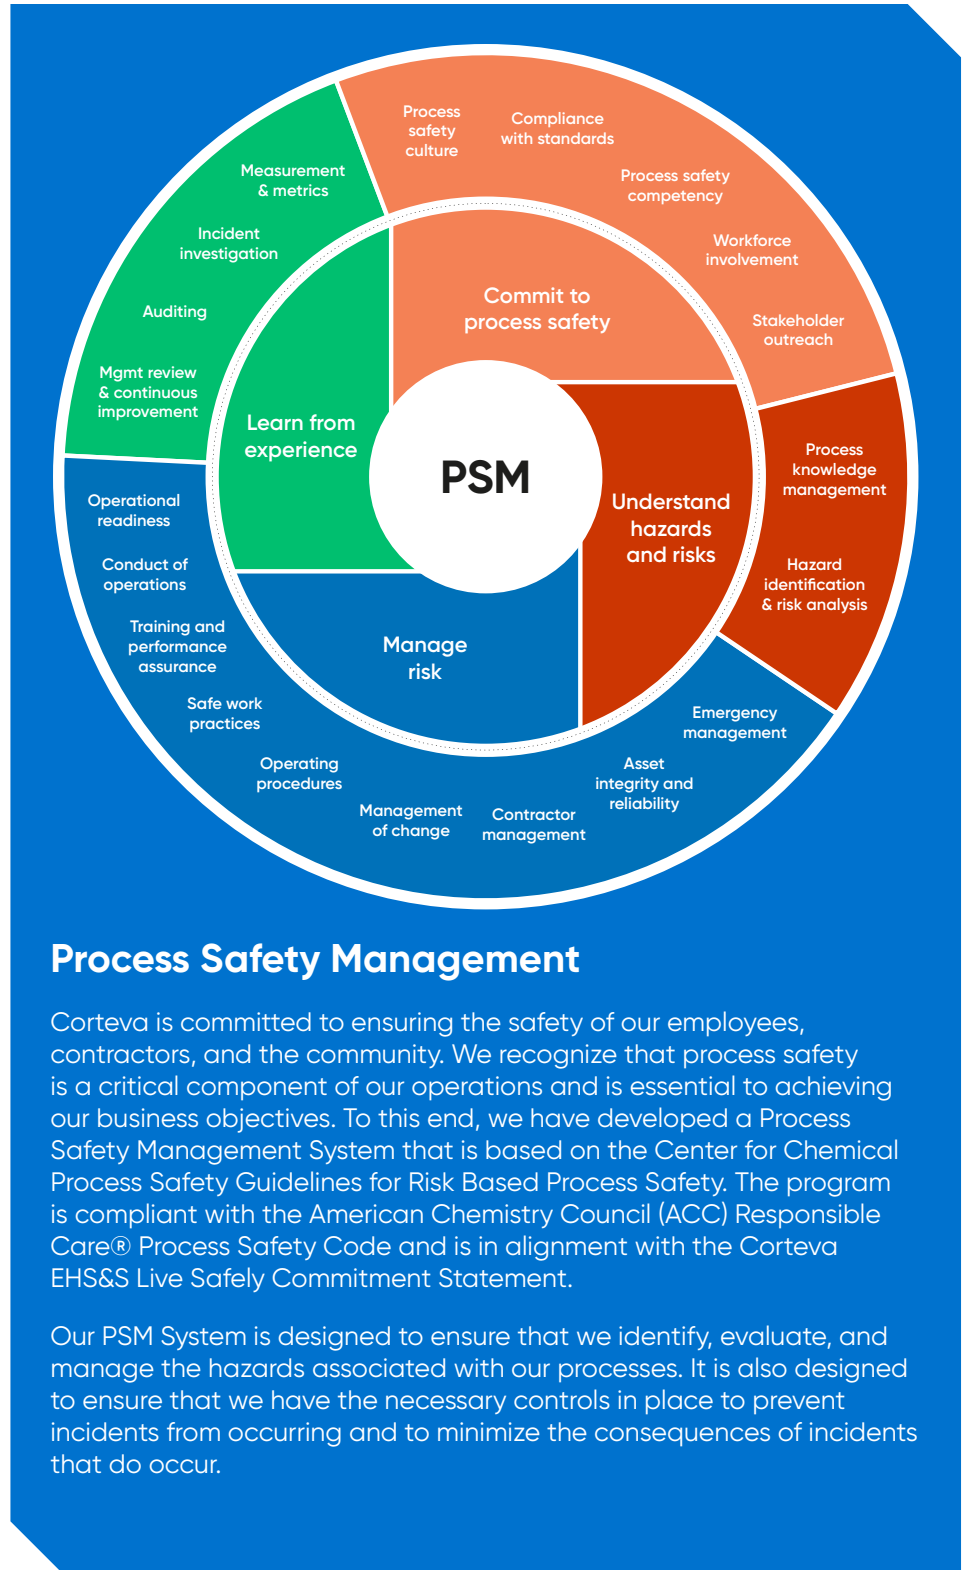 Process
safety
culture
Compliance
with standards
Process safety
competency
Workforce
involvement
Stakeholder
outreach
Process
knowledge
management
Hazard
identification
& risk analysis
Emergency
management
Asset
integrity and
reliability
Contractor
management
Management
of change
Operating
procedures
Safe work
practices
Training and
performance
assurance
Conduct of
operations
Operational
readiness
Mgmt review
& continuous
improvement
Auditing
Incident
investigation
Measurement
& metrics
Commit to
process safety
Understand
hazards
and risks
Manage
risk
Learn from
experience
PSM
Process Safety Management
Corteva is committed to ensuring the safety of our employees,
contractors, and the community. We recognize that process safety
is a critical component of our operations and is essential to achieving
our business objectives. To this end, we have developed a Process
Safety Management System that is based on the Center for Chemical
Process Safety Guidelines for Risk Based Process Safety. The program
is compliant with the American Chemistry Council (ACC) Responsible
Care® Process Safety Code and is in alignment with the Corteva
EHS&S Live Safely Commitment Statement.
Our PSM System is designed to ensure that we identify, evaluate, and
manage the hazards associated with our processes. It is also designed
to ensure that we have the necessary controls in place to prevent
incidents from occurring and to minimize the consequences of incidents
that do occur.